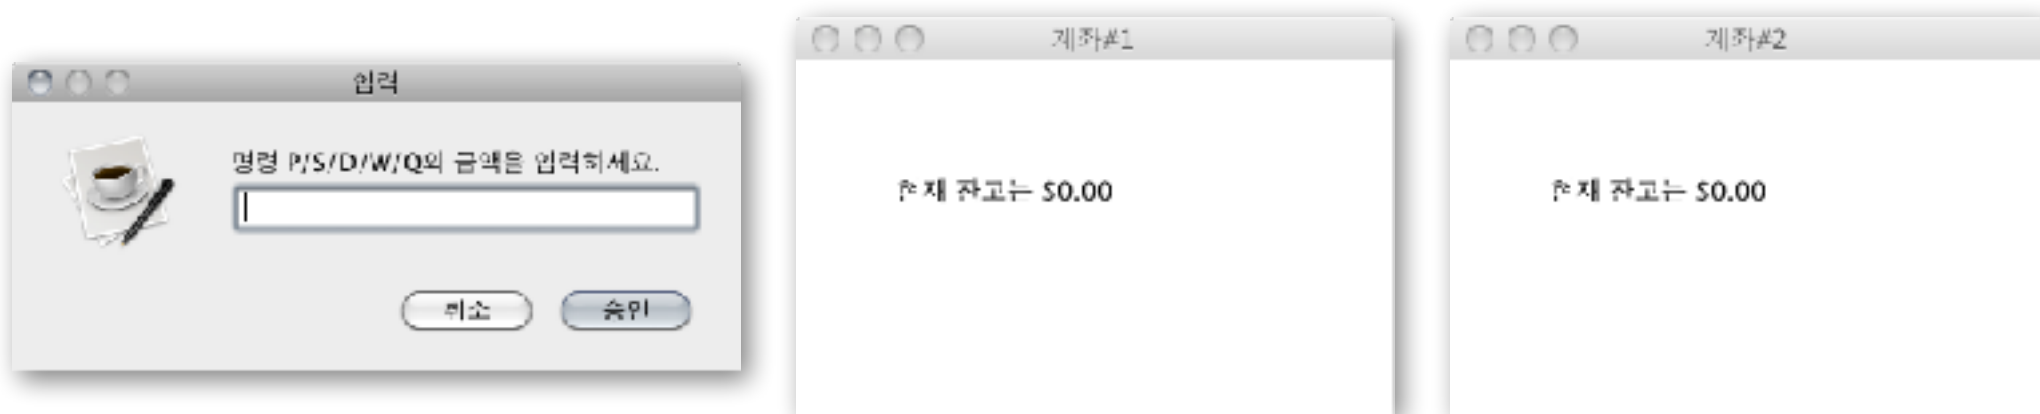 입력
명령 P/S/D/W/Q와 금액을 입력하세요.
취소 승인
계좌#1
현재 잔고는 $0.00
계좌#2
현재 잔고는 $0.00